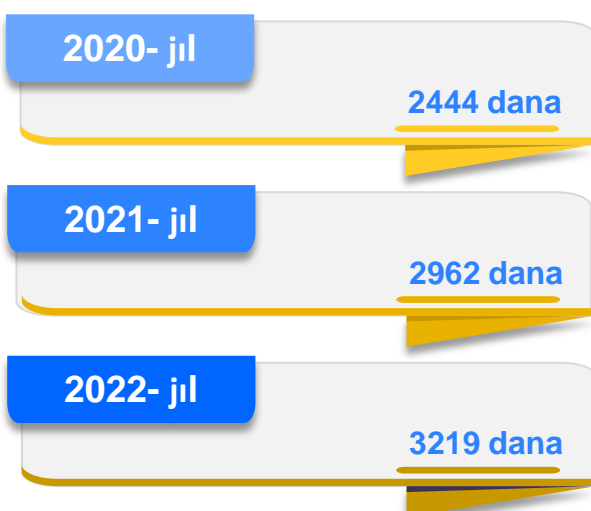 2020- jıl
2444 dana
2021- jıl
2962 dana
2022- jıl
3219 dana